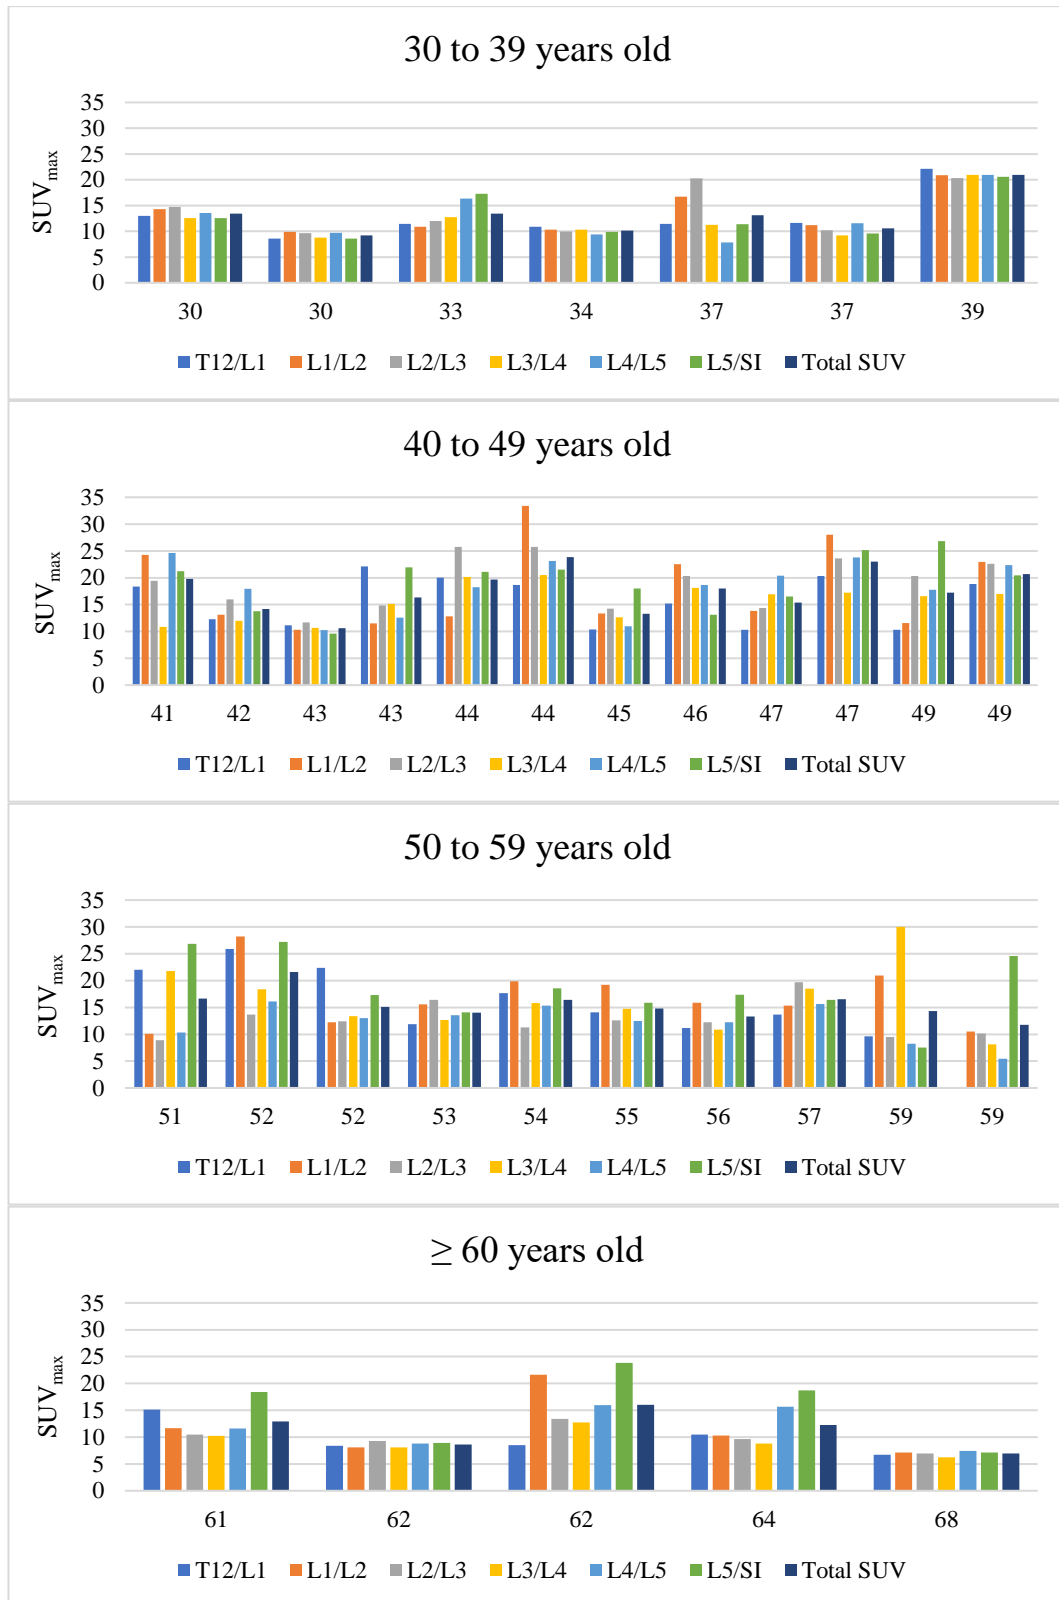 30 to 39 years old
35
30
25
20
15
10
5
0
SUVmax
30 30 33 34 37 37 39
T12/L1 L1/L2 L2/L3 L3/L4 L4/L5 L5/SI Total SUV
40 to 49 years old
35
30
25
20
15
10
5
0
SUVmax
41 42 43 43 44 44 45 46 47 47 49 49
T12/L1 L1/L2 L2/L3 L3/L4 L4/L5 L5/SI Total SUV
50 to 59 years old
35
30
25
20
15
10
5
0
SUVmax
51 52 52 53 54 55 56 57 59 59
T12/L1 L1/L2 L2/L3 L3/L4 L4/L5 L5/SI Total SUV
≥ 60 years old
35
30
25
20
15
10
5
0
SUVmax
61 62 62 64 68
T12/L1 L1/L2 L2/L3 L3/L4 L4/L5 L5/SI Total SUV